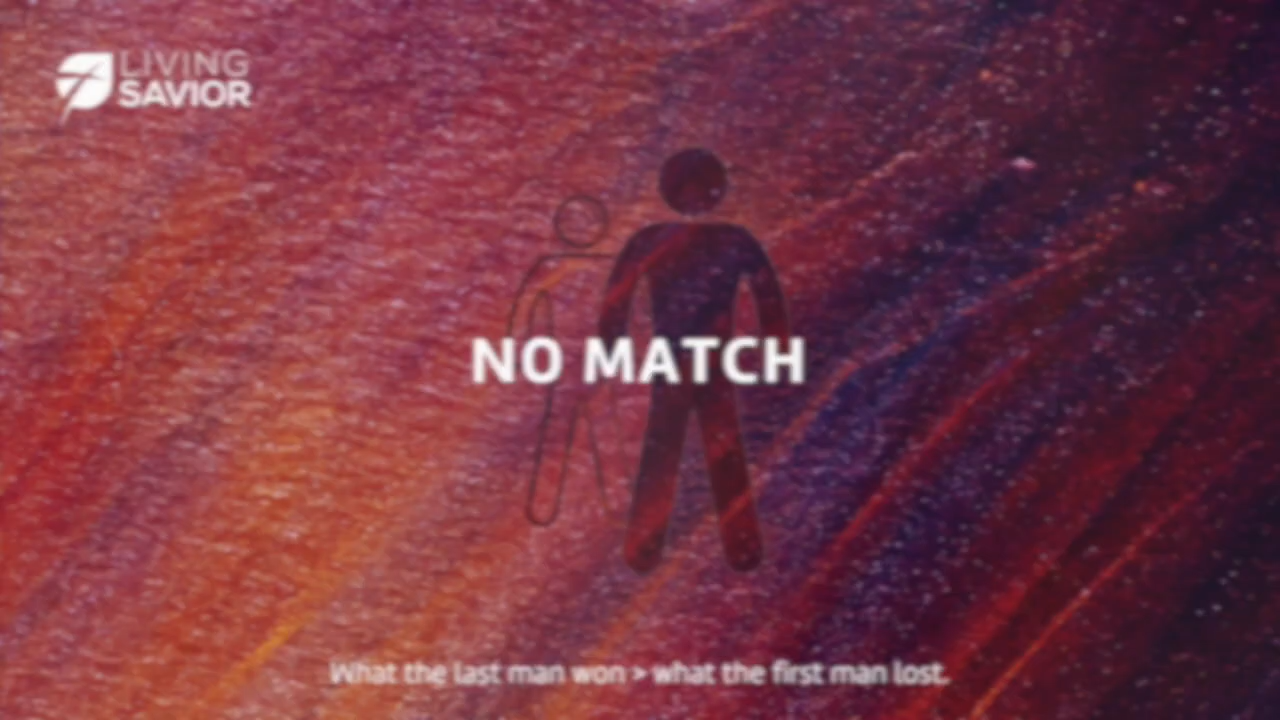 LIVING
SAVIOR
NO MATCH
What the last man won > what the first man lost.